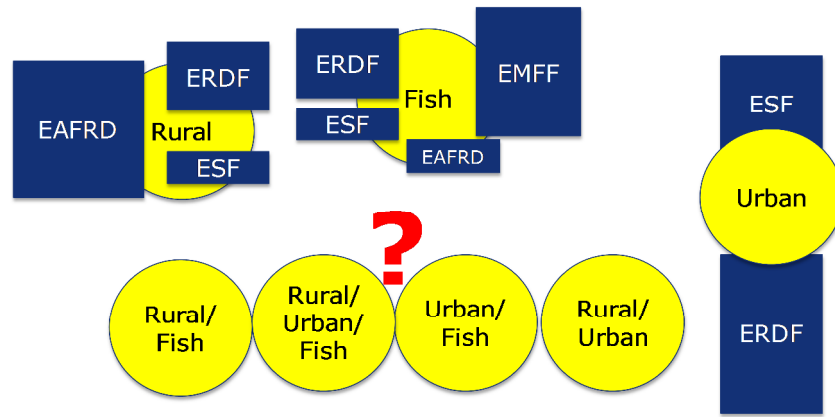 EAFRD
Rural
ERDF
ESF
ERDF
ESF
Fish
EMFF
EAFRD
ESF
Urban
ERDF
?
Rural/
Fish
Rural/
Urban/
Fish
Urban/
Fish
Rural/
Urban